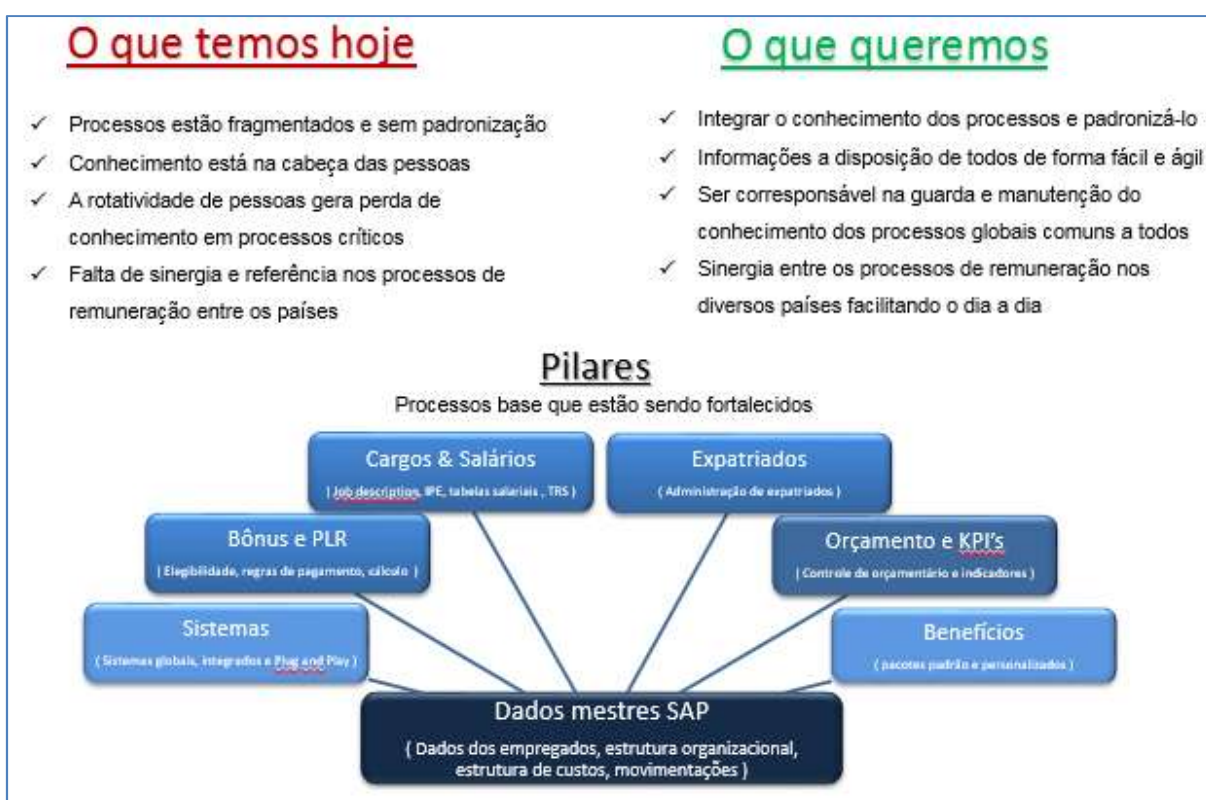 O que temos hoje
Processos estão fragmentados e sem padronização
Conhecimento está na cabeça das pessoas
A rotatividade de pessoas gera perda de
conhecimento em processos críticos
Falta de sinergia e referência nos processos de
remuneração entre os países
O que queremos
Integrar o conhecimento dos processos e padronizá-lo
Informações a disposição de todos de forma fácil e ágil
Ser corresponsável na guarda e manutenção do
conhecimento dos processos globais comuns a todos
Sinergia entre os processos de remuneração nos
diversos países facilitando o dia a dia
Pilares
Processos base que estão sendo fortalecidos
Cargos & Salários
( Job description, IPE, tabelas salariais , TRS )
Expatriados
( Administração de expatriados )
Bônus e PLR
( Elegibilidade, regras de pagamento, cálculo )
Orçamento e KPI's
( Controle de orçamentário e indicadores )
Sistemas
( Sistemas globais, integrados e Plug and Play )
Benefícios
( pacotes padrão e personalizados )
Dados mestres SAP
( Dados dos empregados, estrutura organizacional,
estrutura de custos, movimentações )